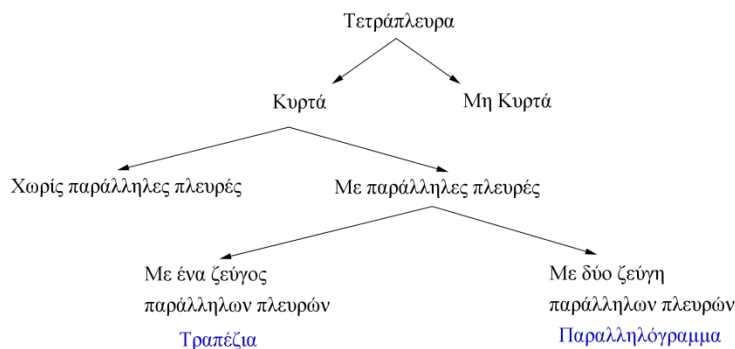 Τετράπλευρα
Κυρτά
Μη Κυρτά
Χωρίς παράλληλες πλευρές
Με παράλληλες πλευρές
Με ένα ζεύγος
παράλληλων πλευρών
Τραπέζια
Με δύο ζεύγη
παράλληλων πλευρών
Παραλληλόγραμμα